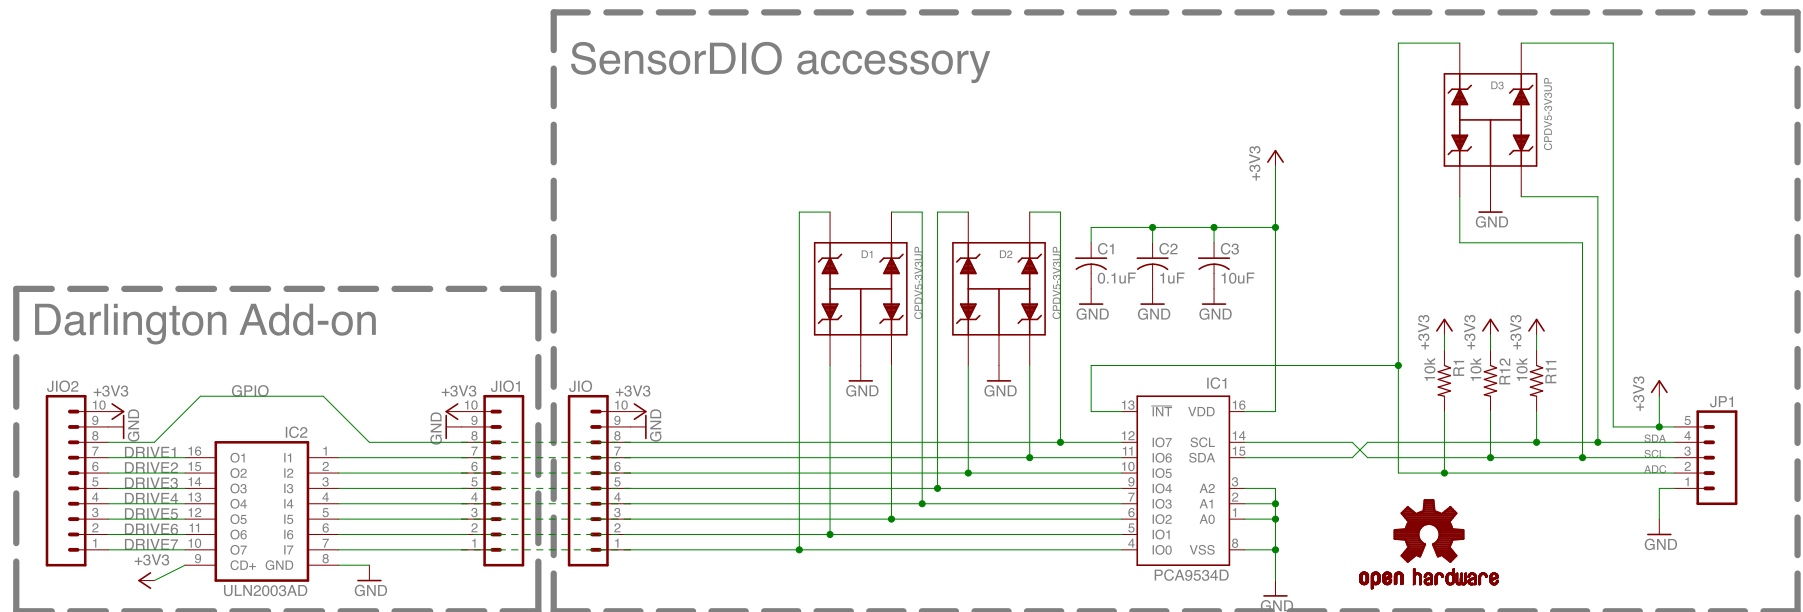 SensorDIO accessory
Darlington Add-on
JIO2
+3V3
10
9
8
7
6
5
4
3
2
1
GND
GPIO
DRIVE1
DRIVE2
DRIVE3
DRIVE4
DRIVE5
DRIVE6
DRIVE7
+3V3
IC2
16 O1 I1 1
15 O2 I2 2
14 O3 I3 3
13 O4 I4 4
12 O5 I5 5
11 O6 I6 6
10 O7 I7 7
9 CD+ GND 8
ULN2003AD
GND
+3V3
JIO1
GND
10
9
8
7
6
5
4
3
2
1
JIO
+3V3
10
9
8
7
6
5
4
3
2
1
GND
D1
CPDV5-3V3UP
GND
D2
CPDV5-3V3UP
GND
+3V3
C1
0.1uF
GND
C2
1uF
GND
C3
10uF
GND
IC1
13 INT VDD 16
12 IO7 SCL 14
11 IO6 SDA 15
10 IO5
9 IO4 A2 3
7 IO3 A1 2
6 IO2 A0 1
5 IO1
4 IO0 VSS 8
PCA9534D
GND
D3
CPDV5-3V3UP
GND
+3V3
10k
R1
+3V3
10k
R12
+3V3
10k
R11
+3V3
JP1
5
SDA 4
SCL 3
ADC 2
1
GND
open hardware